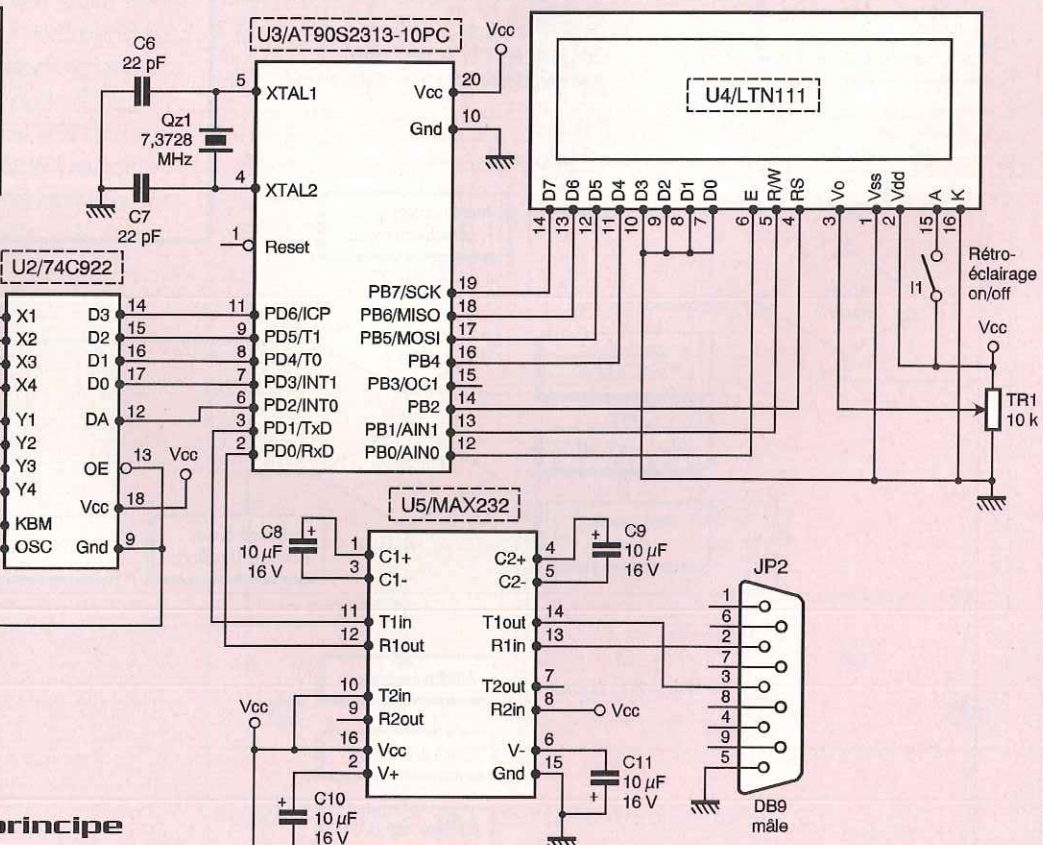 U3/AT90S2313-10PC
C6
22 pF
5
XTAL1
Qz1
7,3728
MHz
4
XTAL2
C7
22 pF
1
Reset
Vcc
20
Vcc
10
Gnd
11
PD6/ICP
9
PD5/T1
8
PD4/T0
7
PD3/INT1
6
PD2/INT0
3
PD1/TxD
2
PD0/RxD
PB7/SCK
19
PB6/MISO
18
PB5/MOSI
17
PB4
16
PB3/OC1
15
PB2
14
PB1/AIN1
13
PB0/AIN0
12
U4/LTN111
D7
D6
D5
D4
D3
D2
D1
D0
E
R/W
RS
Vo
Vss
Vdd
A
K
14
13
12
11
10
9
8
7
6
5
4
3
1
2
15
16
I1
Rétro-
éclairage
on/off
Vcc
TR1
10 k
U2/74C922
X1
X2
X3
X4
Y1
Y2
Y3
Y4
KBM
OSC
D3
14
D2
15
D1
16
D0
17
DA
12
OE
13
Vcc
Vcc
18
Gnd
9
U5/MAX232
C8
10 µF
16 V
+
1
C1+
3
C1-
11
T1in
12
R1out
10
T2in
9
R2out
16
Vcc
2
V+
Vcc
+
C10
10 µF
16 V
C2+
4
C2-
5
+
C9
10 µF
16 V
T1out
14
R1in
13
T2out
7
R2in
8
Vcc
V-
6
Gnd
15
C11
10 µF
16 V
+
JP2
1
6
2
7
3
8
4
9
5
DB9
mâle
principe